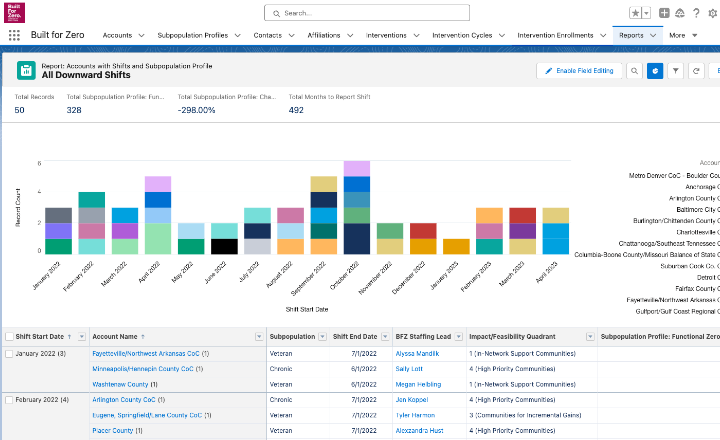 Built
For
Zero.
Search...
Built for Zero
Accounts
Subpopulation Profiles
Contacts
Affiliations
Interventions
Intervention Cycles
Intervention Enrollments
Reports
More
Report: Accounts with Shifts and Subpopulation Profile
All Downward Shifts
Enable Field Editing
E
Total Records
Total Subpopulation Profile: Fun...
Total Subpopulation Profile: Cha...
Total Months to Report Shift
50
328
-298.00%
492
Record Count
6
4
2
0
January 2022
February 2022
March 2022
April 2022
May 2022
June 2022
July 2022
August 2022
September 2022
October 2022
November 2022
December 2022
January 2023
February 2023
March 2023
April 2023
Shift Start Date
Accoun
Metro Denver CoC - Boulder Cou
Anchorage C
Arlington County C
Baltimore City C
Burlington/Chittenden County C
Charlottesville C
Chattanooga/Southeast Tennessee C
Columbia-Boone County/Missouri Balance of State C
Suburban Cook Co. C
Detroit C
Fairfax County C
Fayetteville/Northwest Arkansas C
Gulfport/Gulf Coast Regional C
Shift Start Date ↑ Account Name ↑ Subpopulation Shift End Date BFZ Staffing Lead Impact/Feasibility Quadrant Subpopulation Profile: Functional Zero
January 2022 (3) Fayetteville/Northwest Arkansas CoC (1) Veteran 7/1/2022 Alyssa Mandilk 1 (In-Network Support Communities)
Minneapolis/Hennepin County CoC (1) Chronic 6/1/2022 Sally Lott 4 (High Priority Communities)
Washtenaw County (1) Veteran 6/1/2022 Megan Helbling 1 (In-Network Support Communities)
February 2022 (4) Arlington County CoC (1) Chronic 7/1/2022 Jen Koppel 4 (High Priority Communities)
Eugene, Springfield/Lane County CoC (1) Veteran 7/1/2022 Tyler Harmon 3 (Communities for Incremental Gains)
Placer County (1) Veteran 7/1/2022 Alexzandra Hust 4 (High Priority Communities)